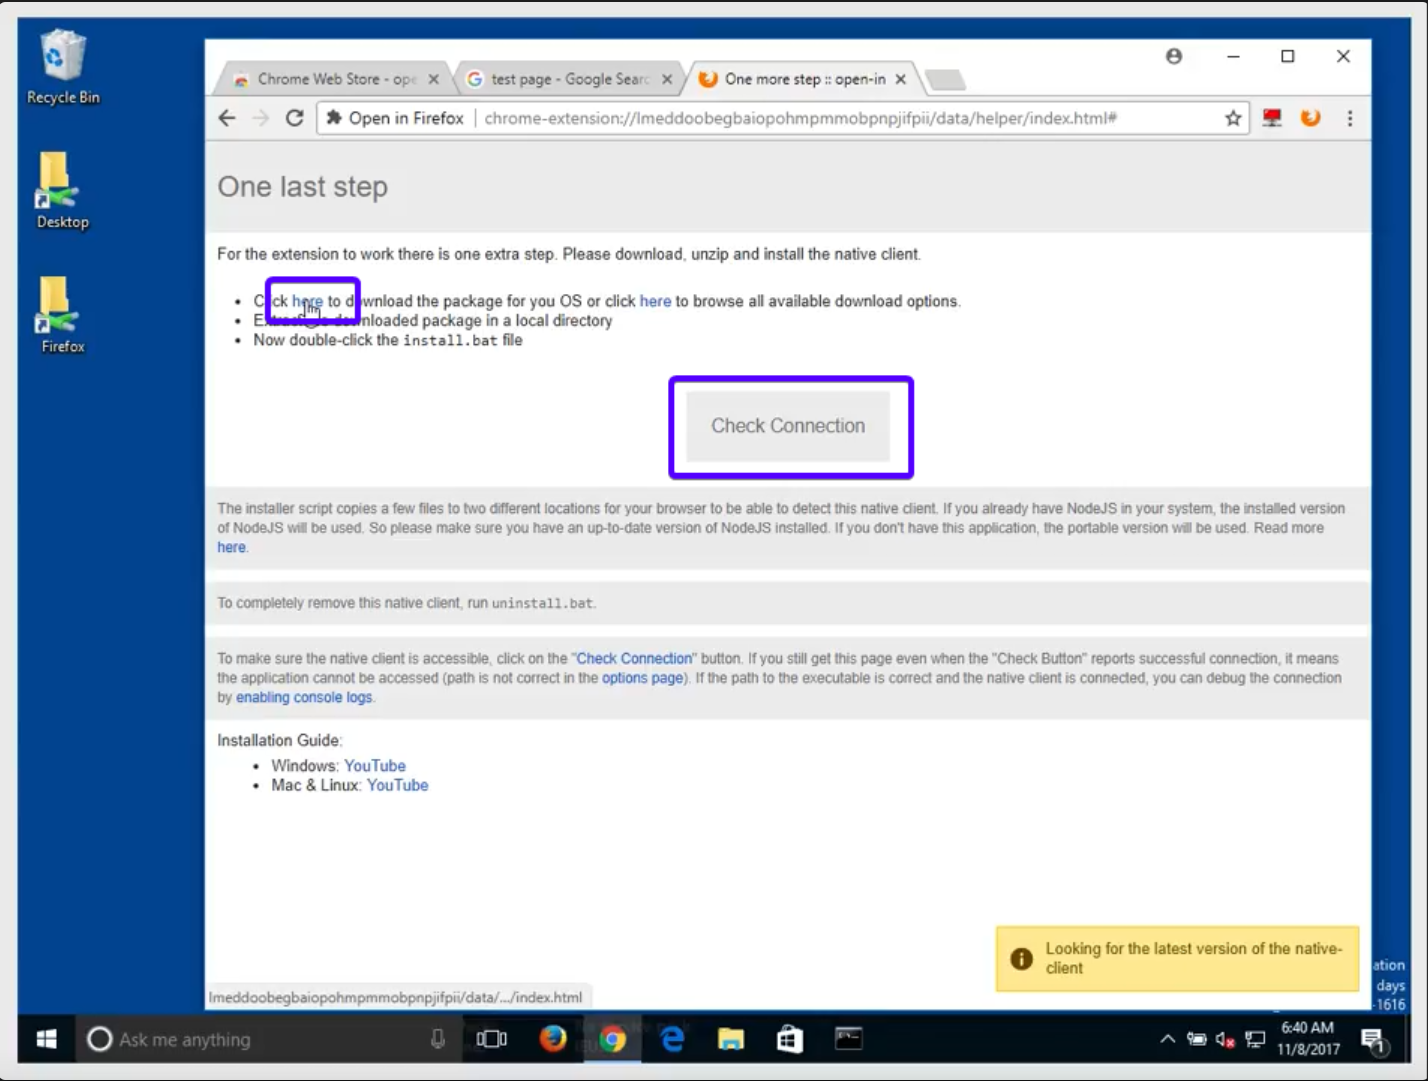 Recycle Bin
Desktop
Firefox
Chrome Web Store - ope
test page - Google Searc
One more step :: open-in
Open in Firefox
chrome-extension://lmeddoobegbaiopohmpmmobpnpjifpii/data/helper/index.html#
One last step
For the extension to work there is one extra step. Please download, unzip and install the native client.
Click here to download the package for you OS or click here to browse all available download options.
downloaded package in a local directory
Now double-click the install.bat file
Check Connection
The installer script copies a few files to two different locations for your browser to be able to detect this native client. If you already have NodeJS in your system, the installed version
of NodeJS will be used. So please make sure you have an up-to-date version of NodeJS installed. If you don't have this application, the portable version will be used. Read more
here.
To completely remove this native client, run uninstall.bat.
To make sure the native client is accessible, click on the "Check Connection" button. If you still get this page even when the "Check Button" reports successful connection, it means
the application cannot be accessed (path is not correct in the options page). If the path to the executable is correct and the native client is connected, you can debug the connection
by enabling console logs.
Installation Guide:
Windows: YouTube
Mac & Linux: YouTube
Looking for the latest version of the native-
client
ation
days
-1616
lmeddoobegbaiopohmpmmobpnpjifpii/data/.../index.html
Ask me anything
6:40 AM
11/8/2017
1